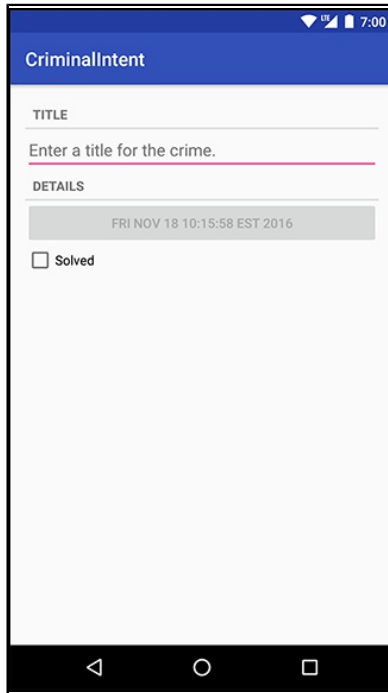 LTE 7:00
CriminalIntent
TITLE
Enter a title for the crime.
DETAILS
FRI NOV 18 10:15:58 EST 2016
Solved